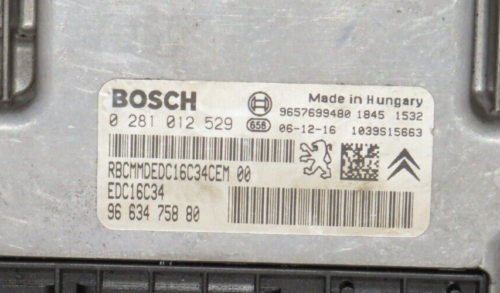 BOSCH
Made in Hungary
9657699480 1845 1532
0 281 012 529
658
06-12-16
1039S15663
RBCMMDEDC16C34CEM 00
EDC16C34
96 634 758 80